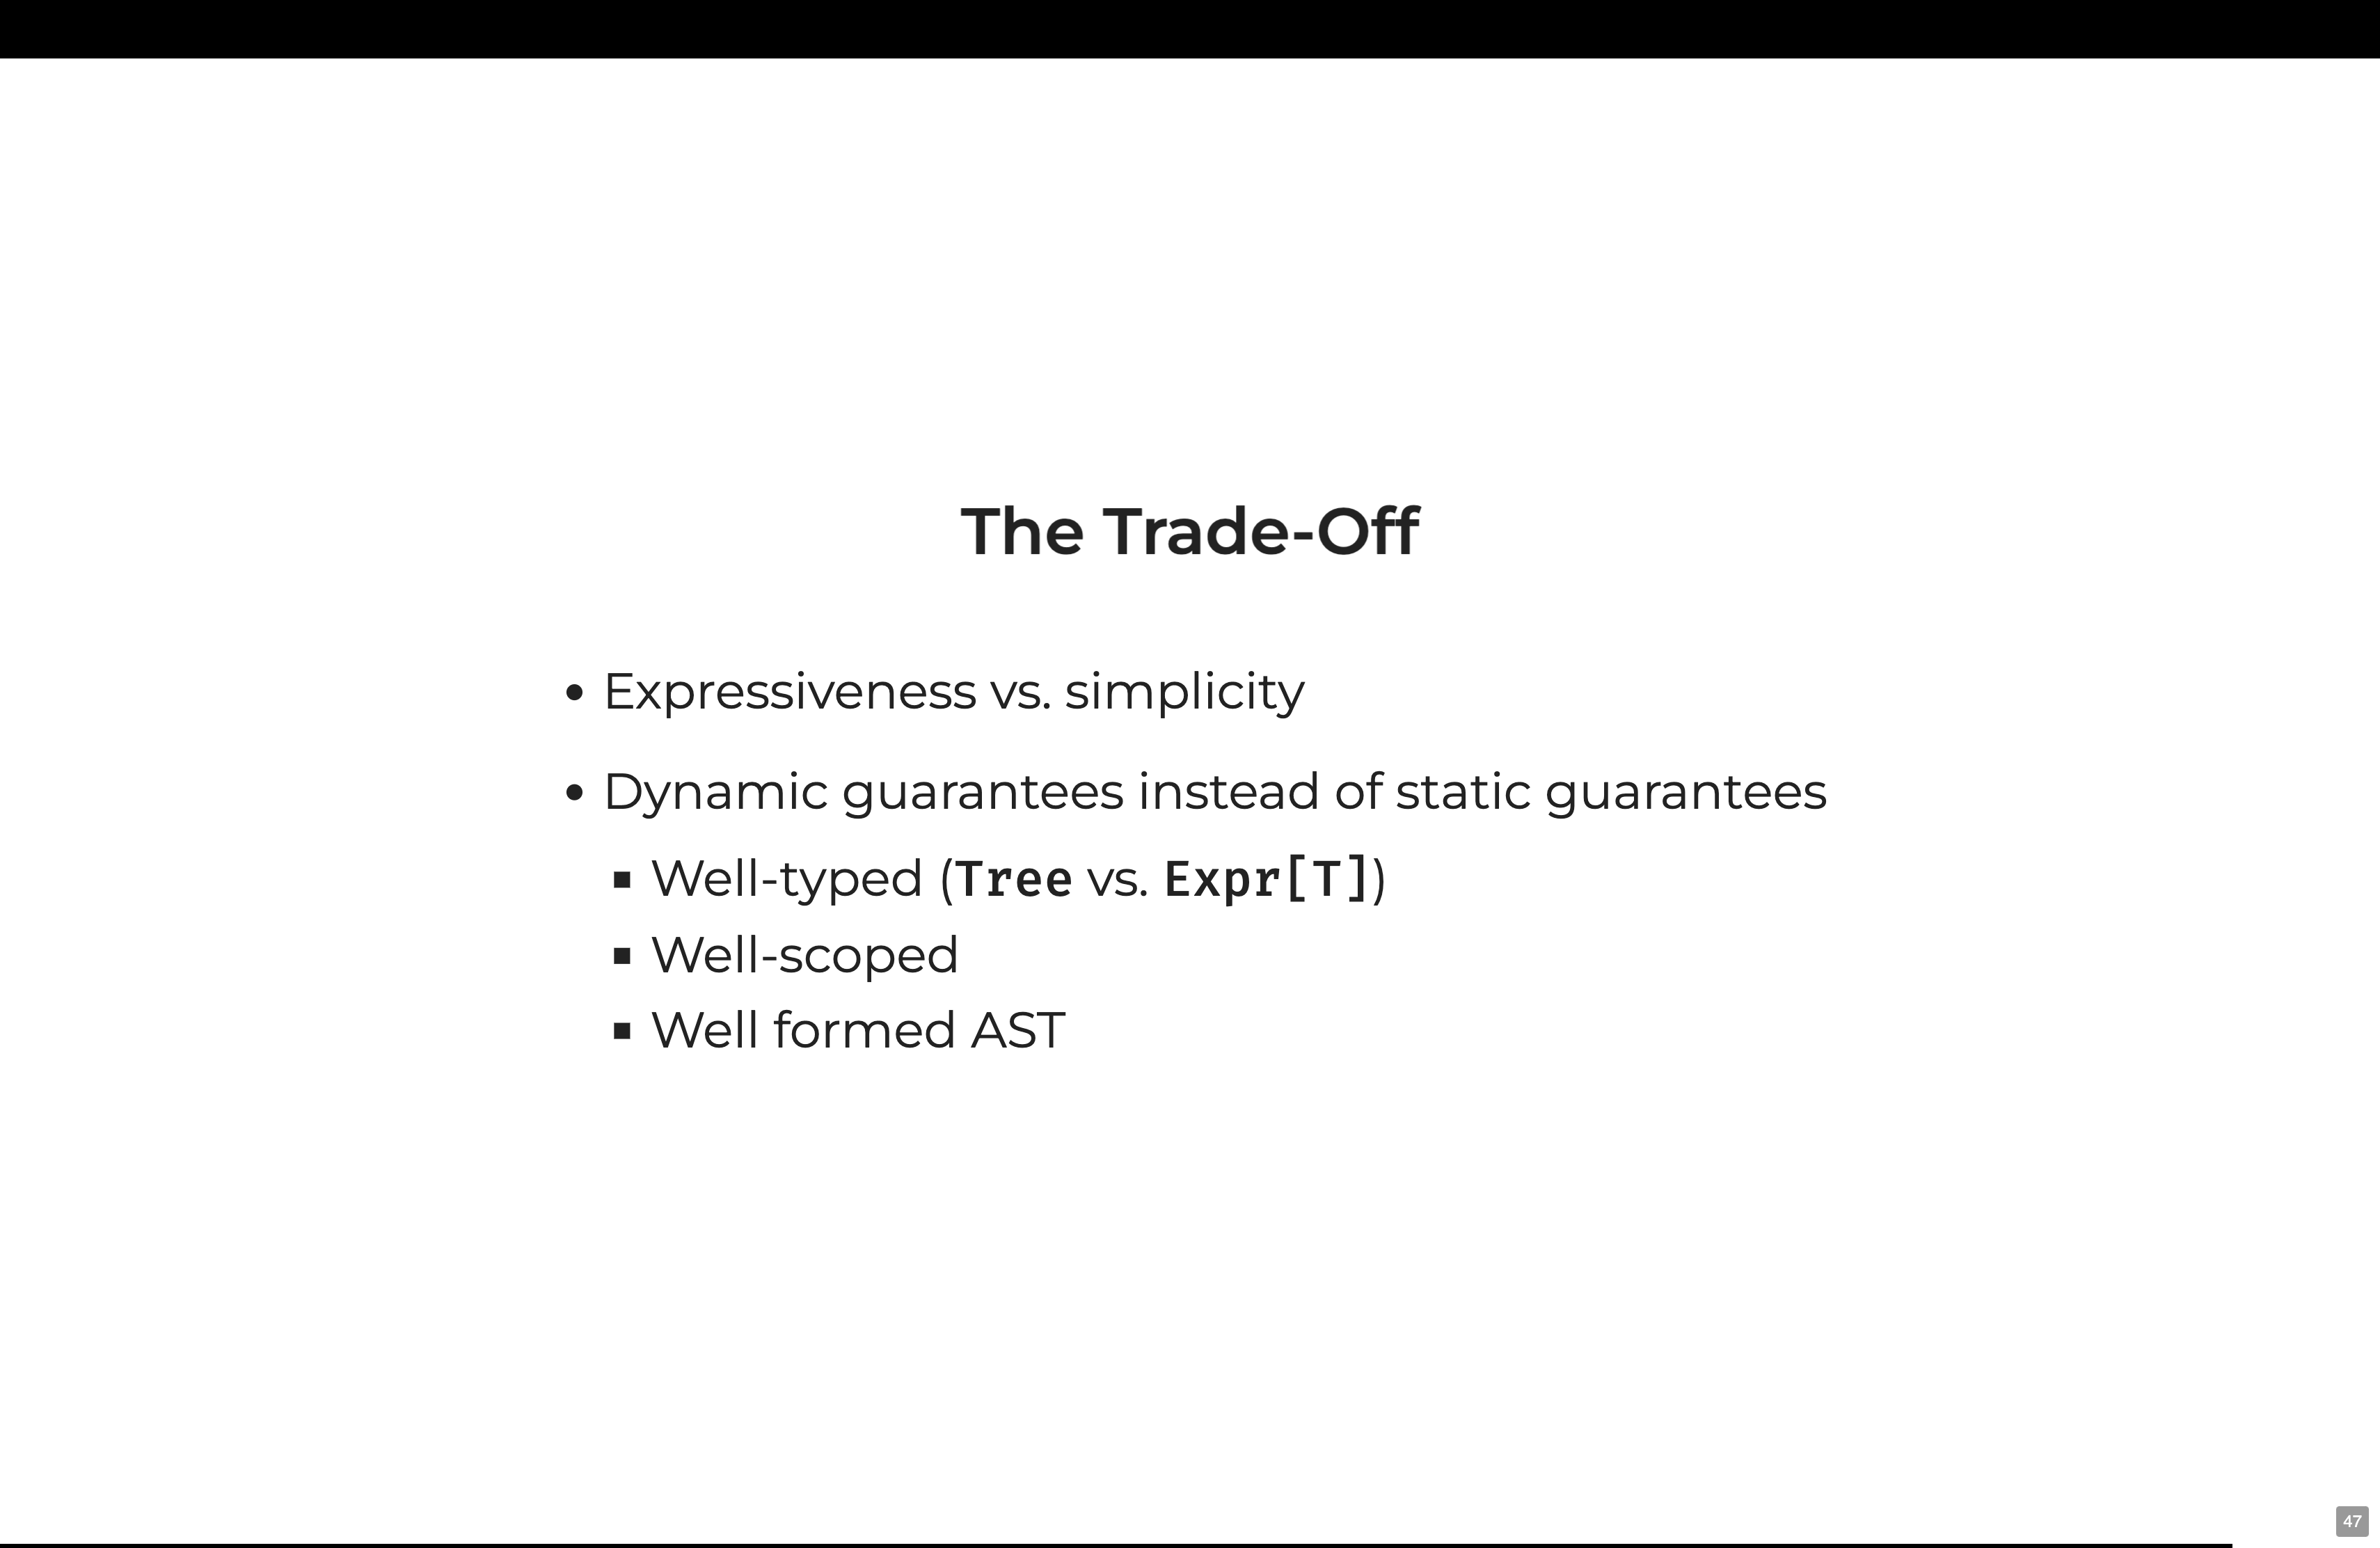 The Trade-Off
• Expressiveness vs. simplicity
• Dynamic guarantees instead of static guarantees
▪ Well-typed (Tree vs. Expr[T])
▪ Well-scoped
▪ Well formed AST
47